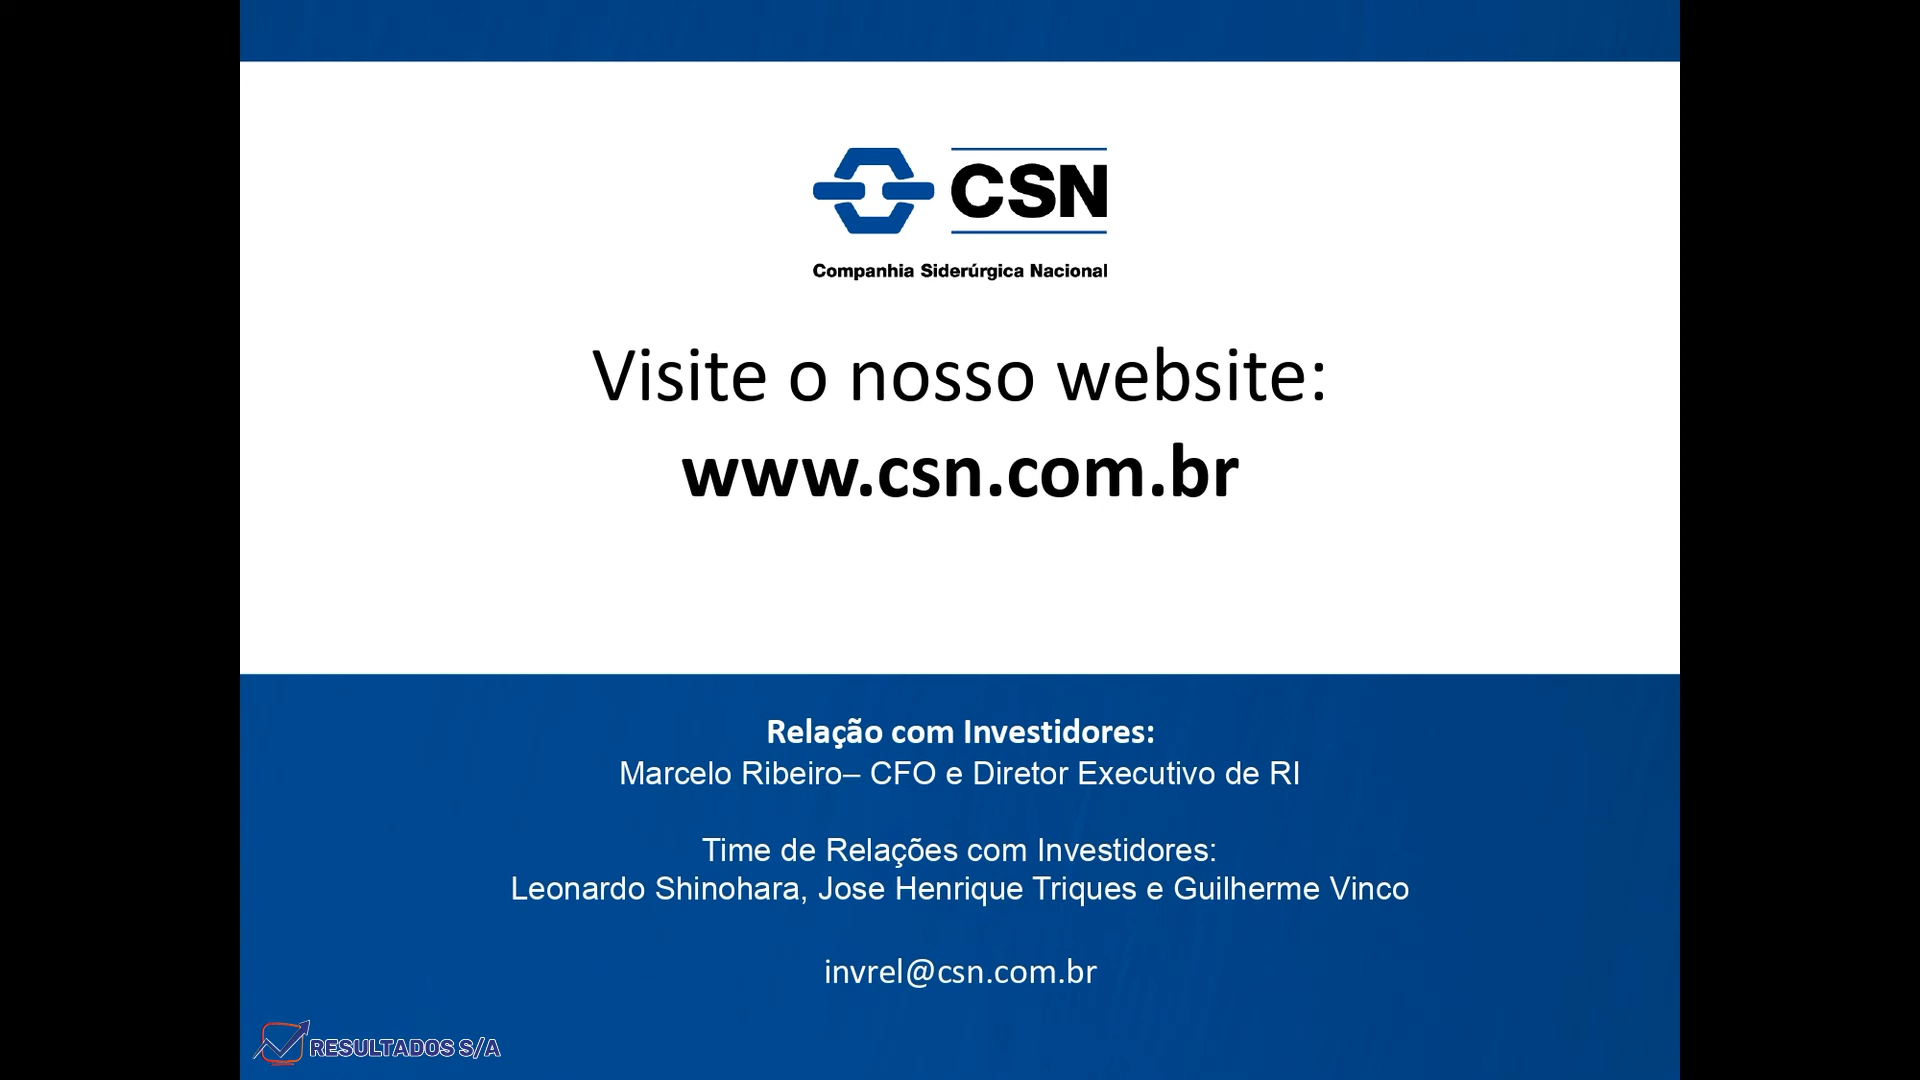 CSN
Companhia Siderúrgica Nacional
Visite o nosso website:
www.csn.com.br
Relação com Investidores:
Marcelo Ribeiro– CFO e Diretor Executivo de RI
Time de Relações com Investidores:
Leonardo Shinohara, Jose Henrique Triques e Guilherme Vinco
invrel@csn.com.br
RESULTADOS S/A